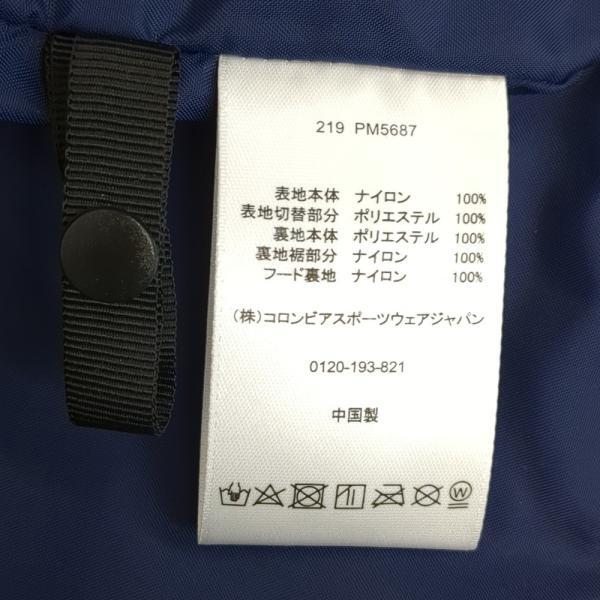 219 PM5687
表地本体 ナイロン 100%
表地切替部分 ポリエステル 100%
裏地本体 ポリエステル 100%
裏地裾部分 ナイロン 100%
フード裏地 ナイロン 100%
(株)コロンビアスポーツウェアジャパン
0120-193-821
中国製
W